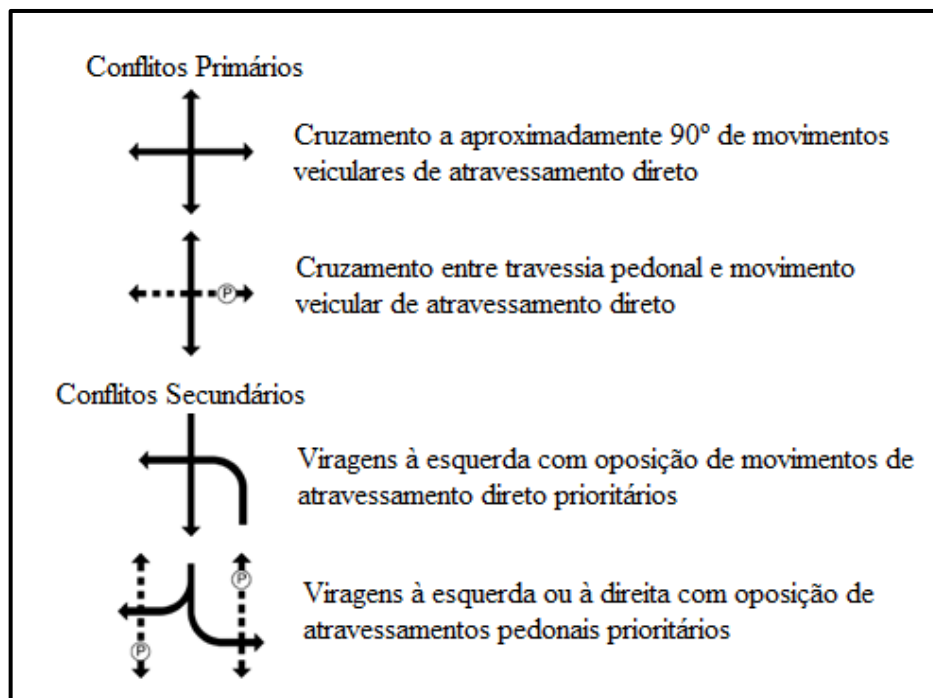 Conflitos Primários
Cruzamento a aproximadamente 90º de movimentos
veiculares de atravessamento direto
Cruzamento entre travessia pedonal e movimento
veicular de atravessamento direto
P
Conflitos Secundários
Viragens à esquerda com oposição de movimentos de
atravessamento direto prioritários
P
Viragens à esquerda ou à direita com oposição de
atravessamentos pedonais prioritários
P